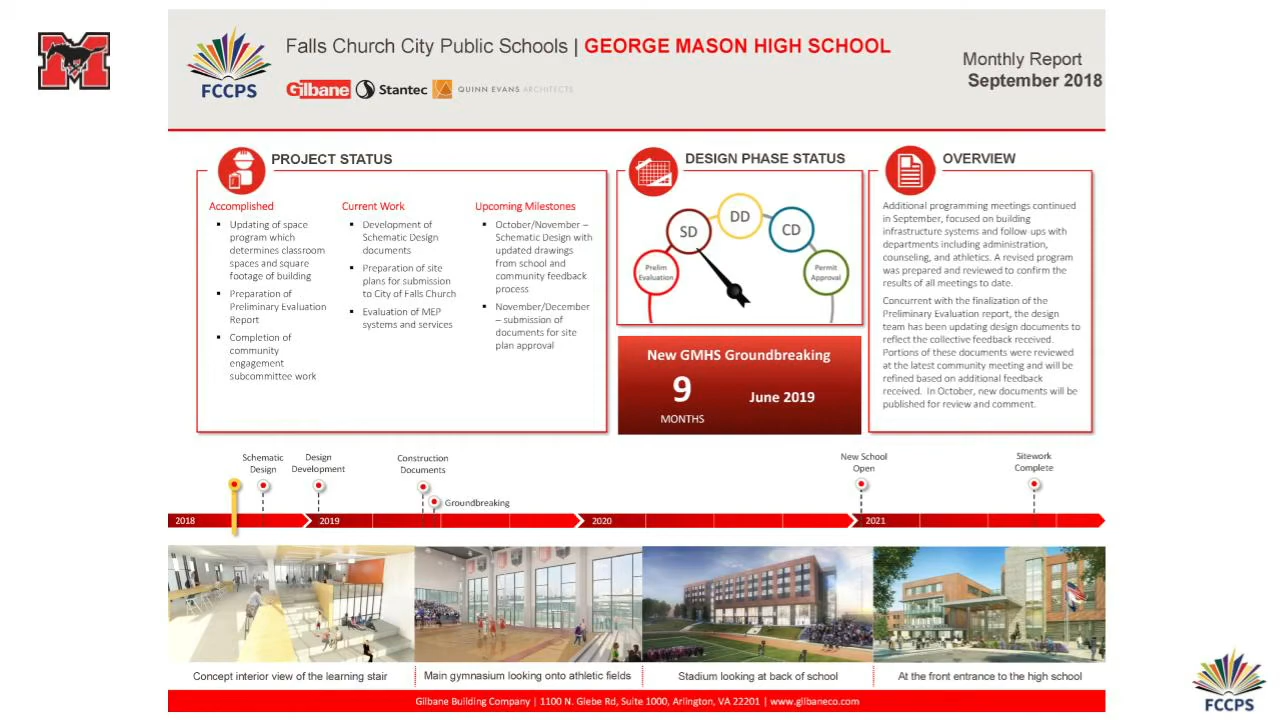 M
Falls Church City Public Schools | GEORGE MASON HIGH SCHOOL
Monthly Report
September 2018
FCCPS
Gilbane
Stantec
QUINN EVANS ARCHITECTS
PROJECT STATUS
Accomplished
▪ Updating of space
program which
determines classroom
spaces and square
footage of building
▪ Preparation of
Preliminary Evaluation
Report
▪ Completion of
community
engagement
subcommittee work
Current Work
▪ Development of
Schematic Design
documents
▪ Preparation of site
plans for submission
to City of Falls Church
▪ Evaluation of MEP
systems and services
Upcoming Milestones
▪ October/November –
Schematic Design with
updated drawings
from school and
community feedback
process
▪ November/December
– submission of
documents for site
plan approval
DESIGN PHASE STATUS
Prelim
Evaluation
SD
DD
CD
Permit
Approval
New GMHS Groundbreaking
9
MONTHS
June 2019
OVERVIEW
Additional programming meetings continued
in September, focused on building
infrastructure systems and follow ups with
departments including administration,
counseling, and athletics. A revised program
was prepared and reviewed to confirm the
results of all meetings to date.
Concurrent with the finalization of the
Preliminary Evaluation report, the design
team has been updating design documents to
reflect the collective feedback received.
Portions of these documents were reviewed
at the latest community meeting and will be
refined based on additional feedback
received. In October, new documents will be
published for review and comment.
Schematic
Design
Design
Development
Construction
Documents
Groundbreaking
New School
Open
Sitework
Complete
2018
2019
2020
2021
Concept interior view of the learning stair
Main gymnasium looking onto athletic fields
Stadium looking at back of school
At the front entrance to the high school
Gilbane Building Company | 1100 N. Glebe Rd, Suite 1000, Arlington, VA 22201 | www.gilbaneco.com
FCCPS